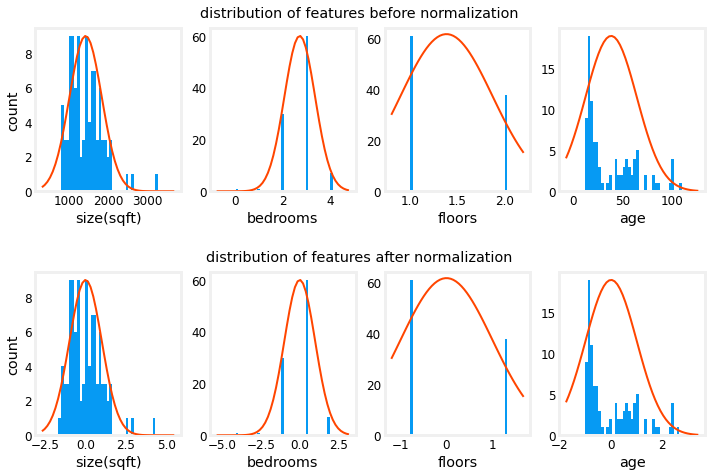 distribution of features before normalization
8
6
4
2
0
count
1000 2000 3000
size(sqft)
60
40
20
0
0 2 4
bedrooms
60
40
20
0
1.0 1.5 2.0
floors
15
10
5
0
0 50 100
age
distribution of features after normalization
8
6
4
2
0
count
−2.5 0.0 2.5 5.0
size(sqft)
60
40
20
0
−5.0 −2.5 0.0 2.5
bedrooms
60
40
20
0
−1 0 1
floors
15
10
5
0
−2 0 2
age